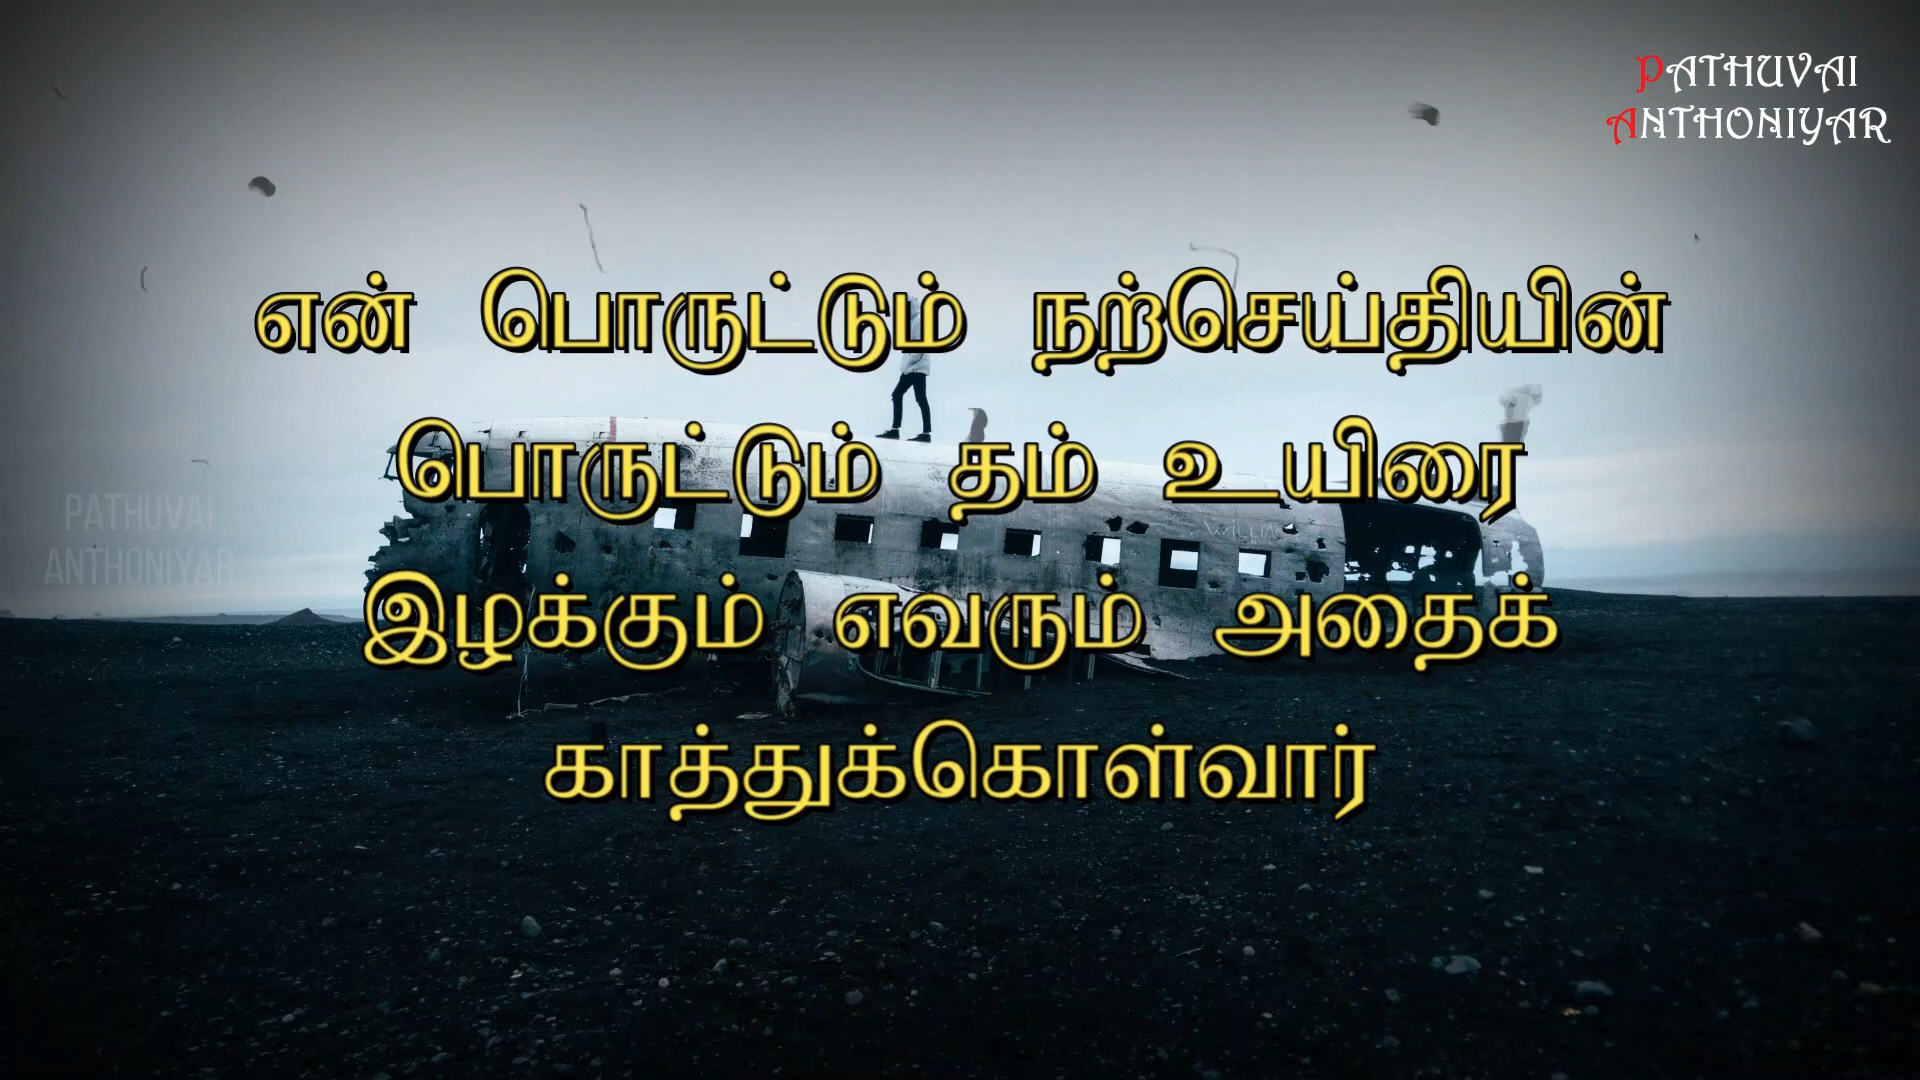 PATHUVAI
ANTHONIYAR
என் பொருட்டும் நற்செய்தியின்
பொருட்டும் தம் உயிரை
இழக்கும் எவரும் அதைக்
காத்துக்கொள்வார்
PATHUVAI
ANTHONIYAR